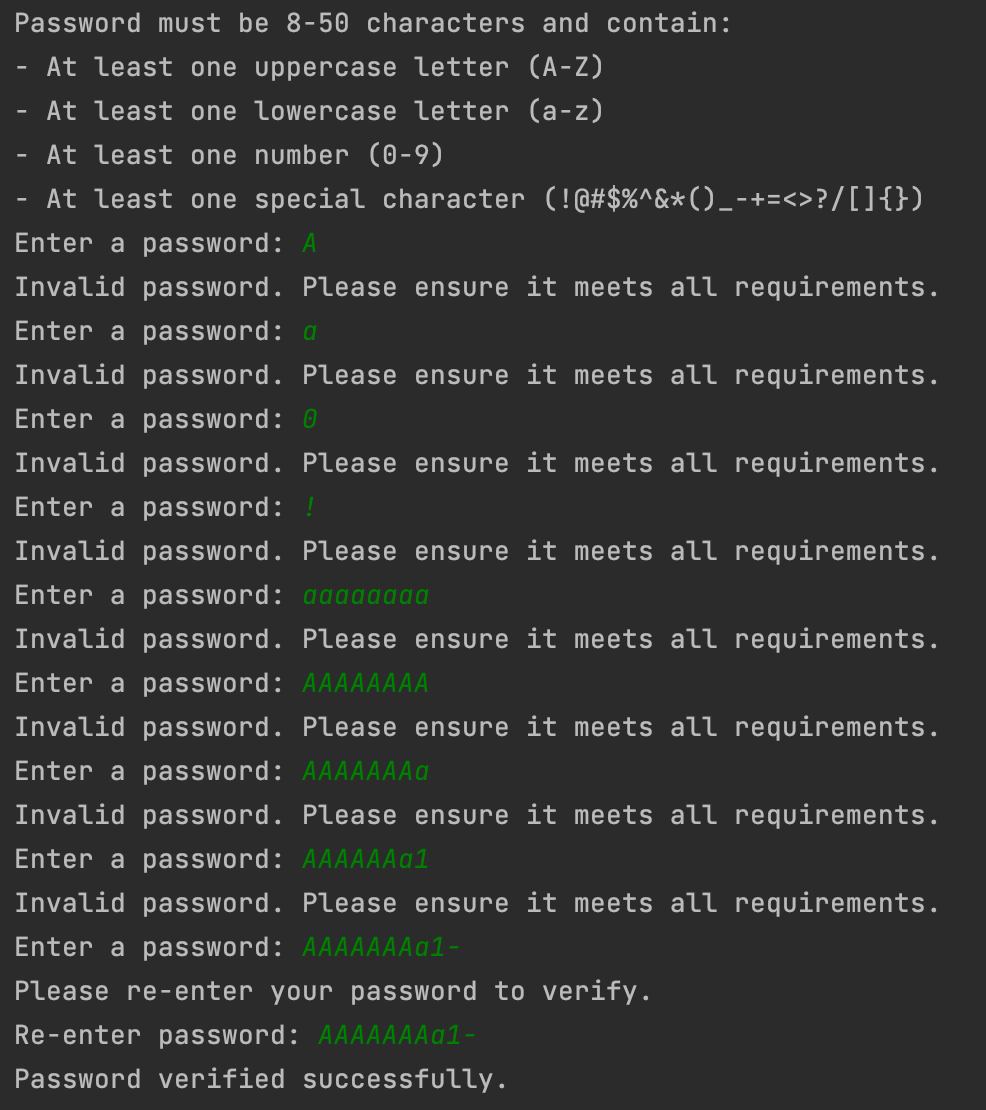 Password must be 8-50 characters and contain:
- At least one uppercase letter (A-Z)
- At least one lowercase letter (a-z)
- At least one number (0-9)
- At least one special character (!@#$%^&*()_-+=<>?/[]{})
Enter a password: A
Invalid password. Please ensure it meets all requirements.
Enter a password: a
Invalid password. Please ensure it meets all requirements.
Enter a password: 0
Invalid password. Please ensure it meets all requirements.
Enter a password: !
Invalid password. Please ensure it meets all requirements.
Enter a password: aaaaaaaa
Invalid password. Please ensure it meets all requirements.
Enter a password: AAAAAAAA
Invalid password. Please ensure it meets all requirements.
Enter a password: AAAAAAAa
Invalid password. Please ensure it meets all requirements.
Enter a password: AAAAAAa1
Invalid password. Please ensure it meets all requirements.
Enter a password: AAAAAAAa1-
Please re-enter your password to verify.
Re-enter password: AAAAAAAa1-
Password verified successfully.